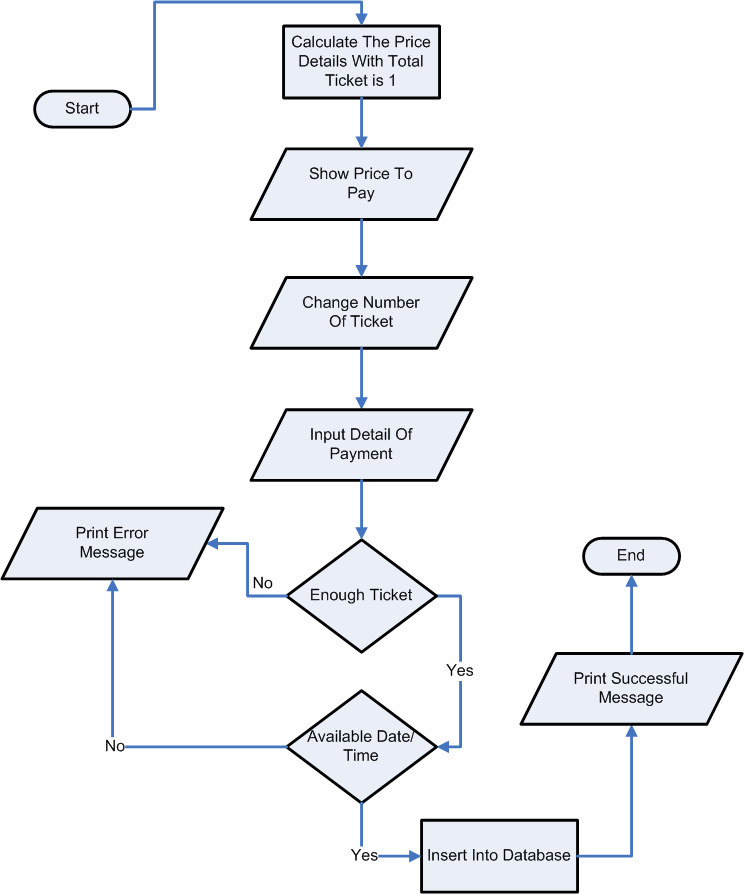 Start
Calculate The Price
Details With Total
Ticket is 1
Show Price To
Pay
Change Number
Of Ticket
Input Detail Of
Payment
Print Error
Message
No
Enough Ticket
Yes
Available Date/
Time
No
Yes
Insert Into Database
Print Successful
Message
End